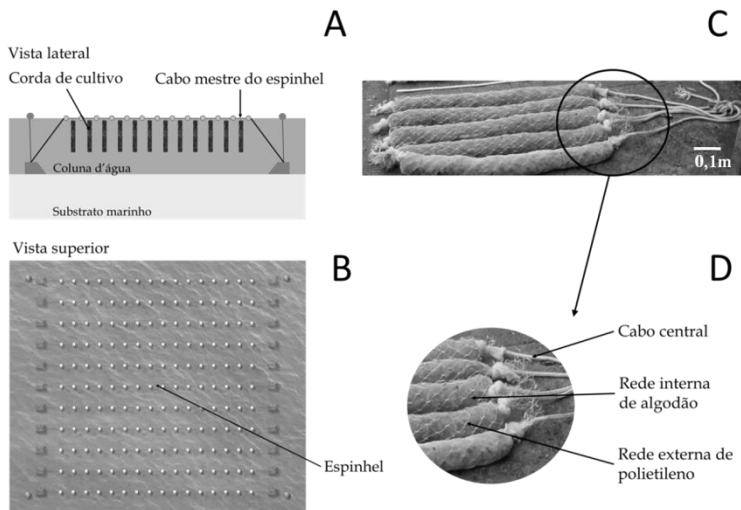 A
Vista lateral
Corda de cultivo
Cabo mestre do espinhel
Coluna d'água
Substrato marinho
Vista superior
B
Espinhel
C
0,1m
D
Cabo central
Rede interna
de algodão
Rede externa de
polietileno